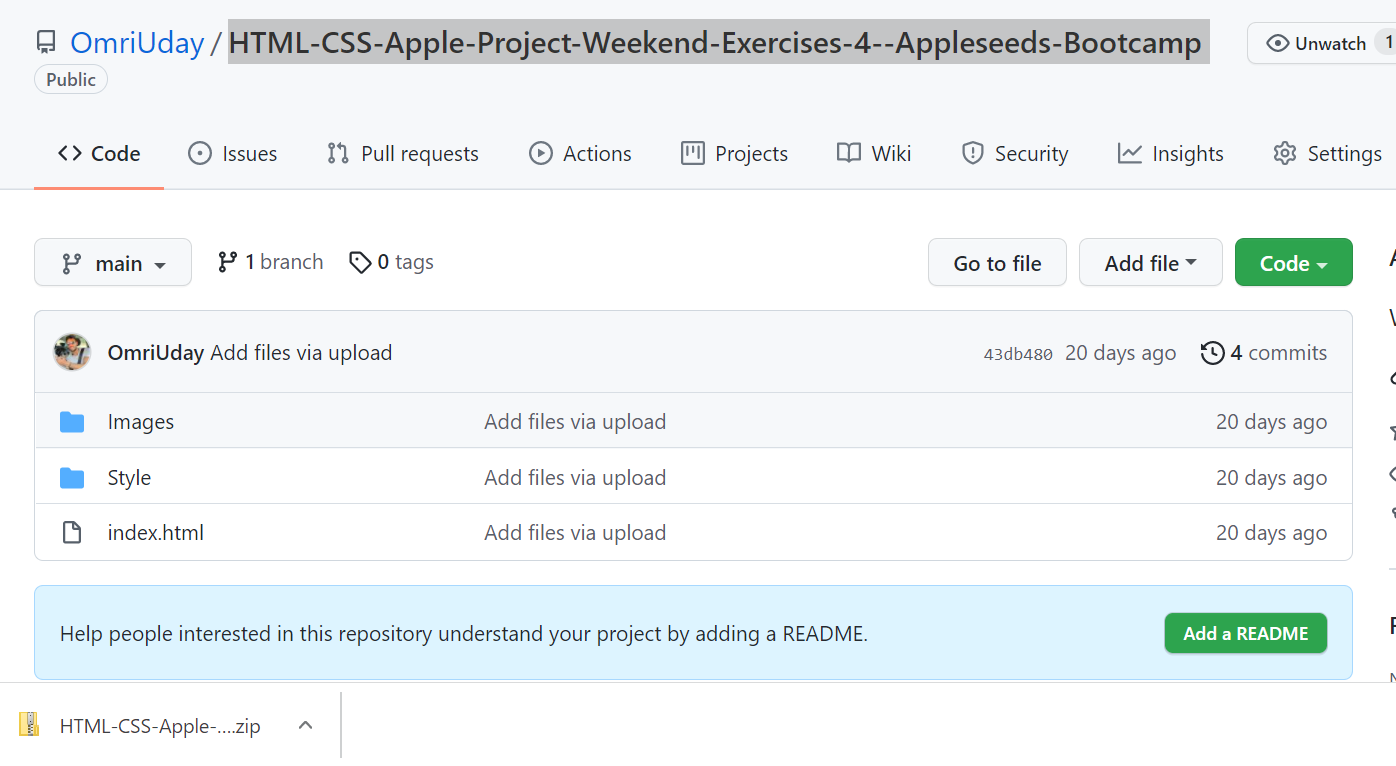 OmriUday / HTML-CSS-Apple-Project-Weekend-Exercises-4--Appleseeds-Bootcamp Unwatch 1
Public
Code Issues Pull requests Actions Projects Wiki Security Insights Settings
main 1 branch 0 tags Go to file Add file Code
OmriUday Add files via upload 43db480 20 days ago 4 commits
Images Add files via upload 20 days ago
Style Add files via upload 20 days ago
index.html Add files via upload 20 days ago
Help people interested in this repository understand your project by adding a README. Add a README
HTML-CSS-Apple-....zip